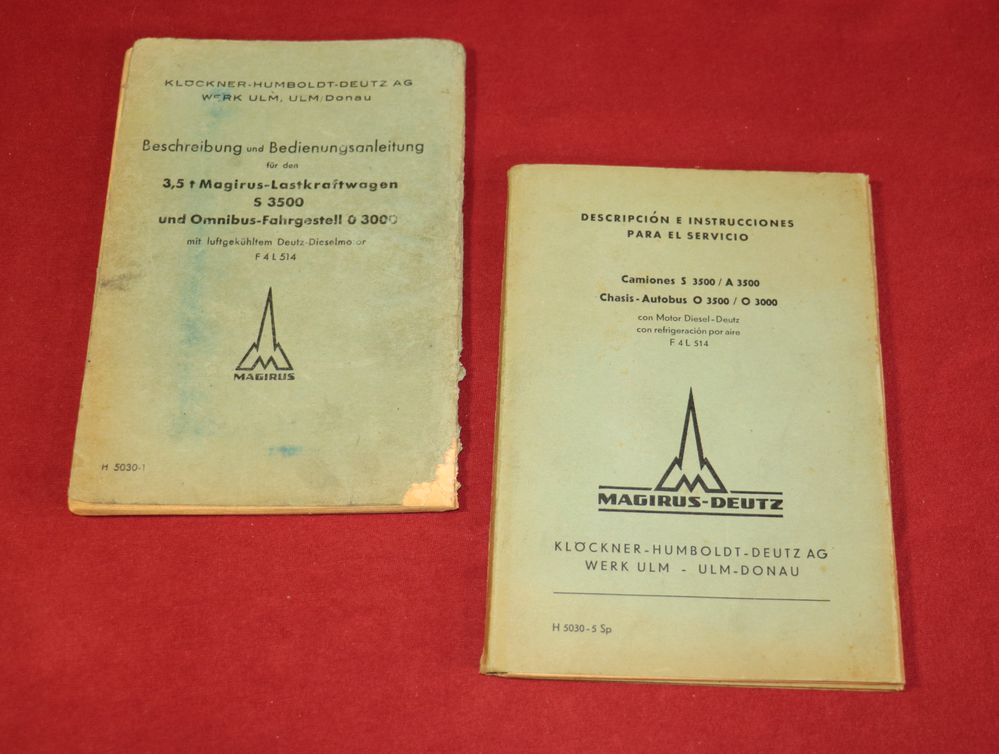 KLÖCKNER-HUMBOLDT-DEUTZ AG
WERK ULM, ULM/Donau
Beschreibung und Bedienungsanleitung
für den
3,5 t Magirus-Lastkraftwagen
S 3500
und Omnibus-Fahrgestell O 3000
mit luftgekühltem Deutz-Dieselmotor
F 4 L 514
MAGIRUS
H 5030-1
DESCRIPCIÓN E INSTRUCCIONES
PARA EL SERVICIO
Camiones S 3500 / A 3500
Chasis - Autobus O 3500 / O 3000
con Motor Diesel - Deutz
con refrigeración por aire
F 4 L 514
MAGIRUS-DEUTZ
KLÖCKNER-HUMBOLDT-DEUTZ AG
WERK ULM - ULM-DONAU
H 5030 - 5 Sp